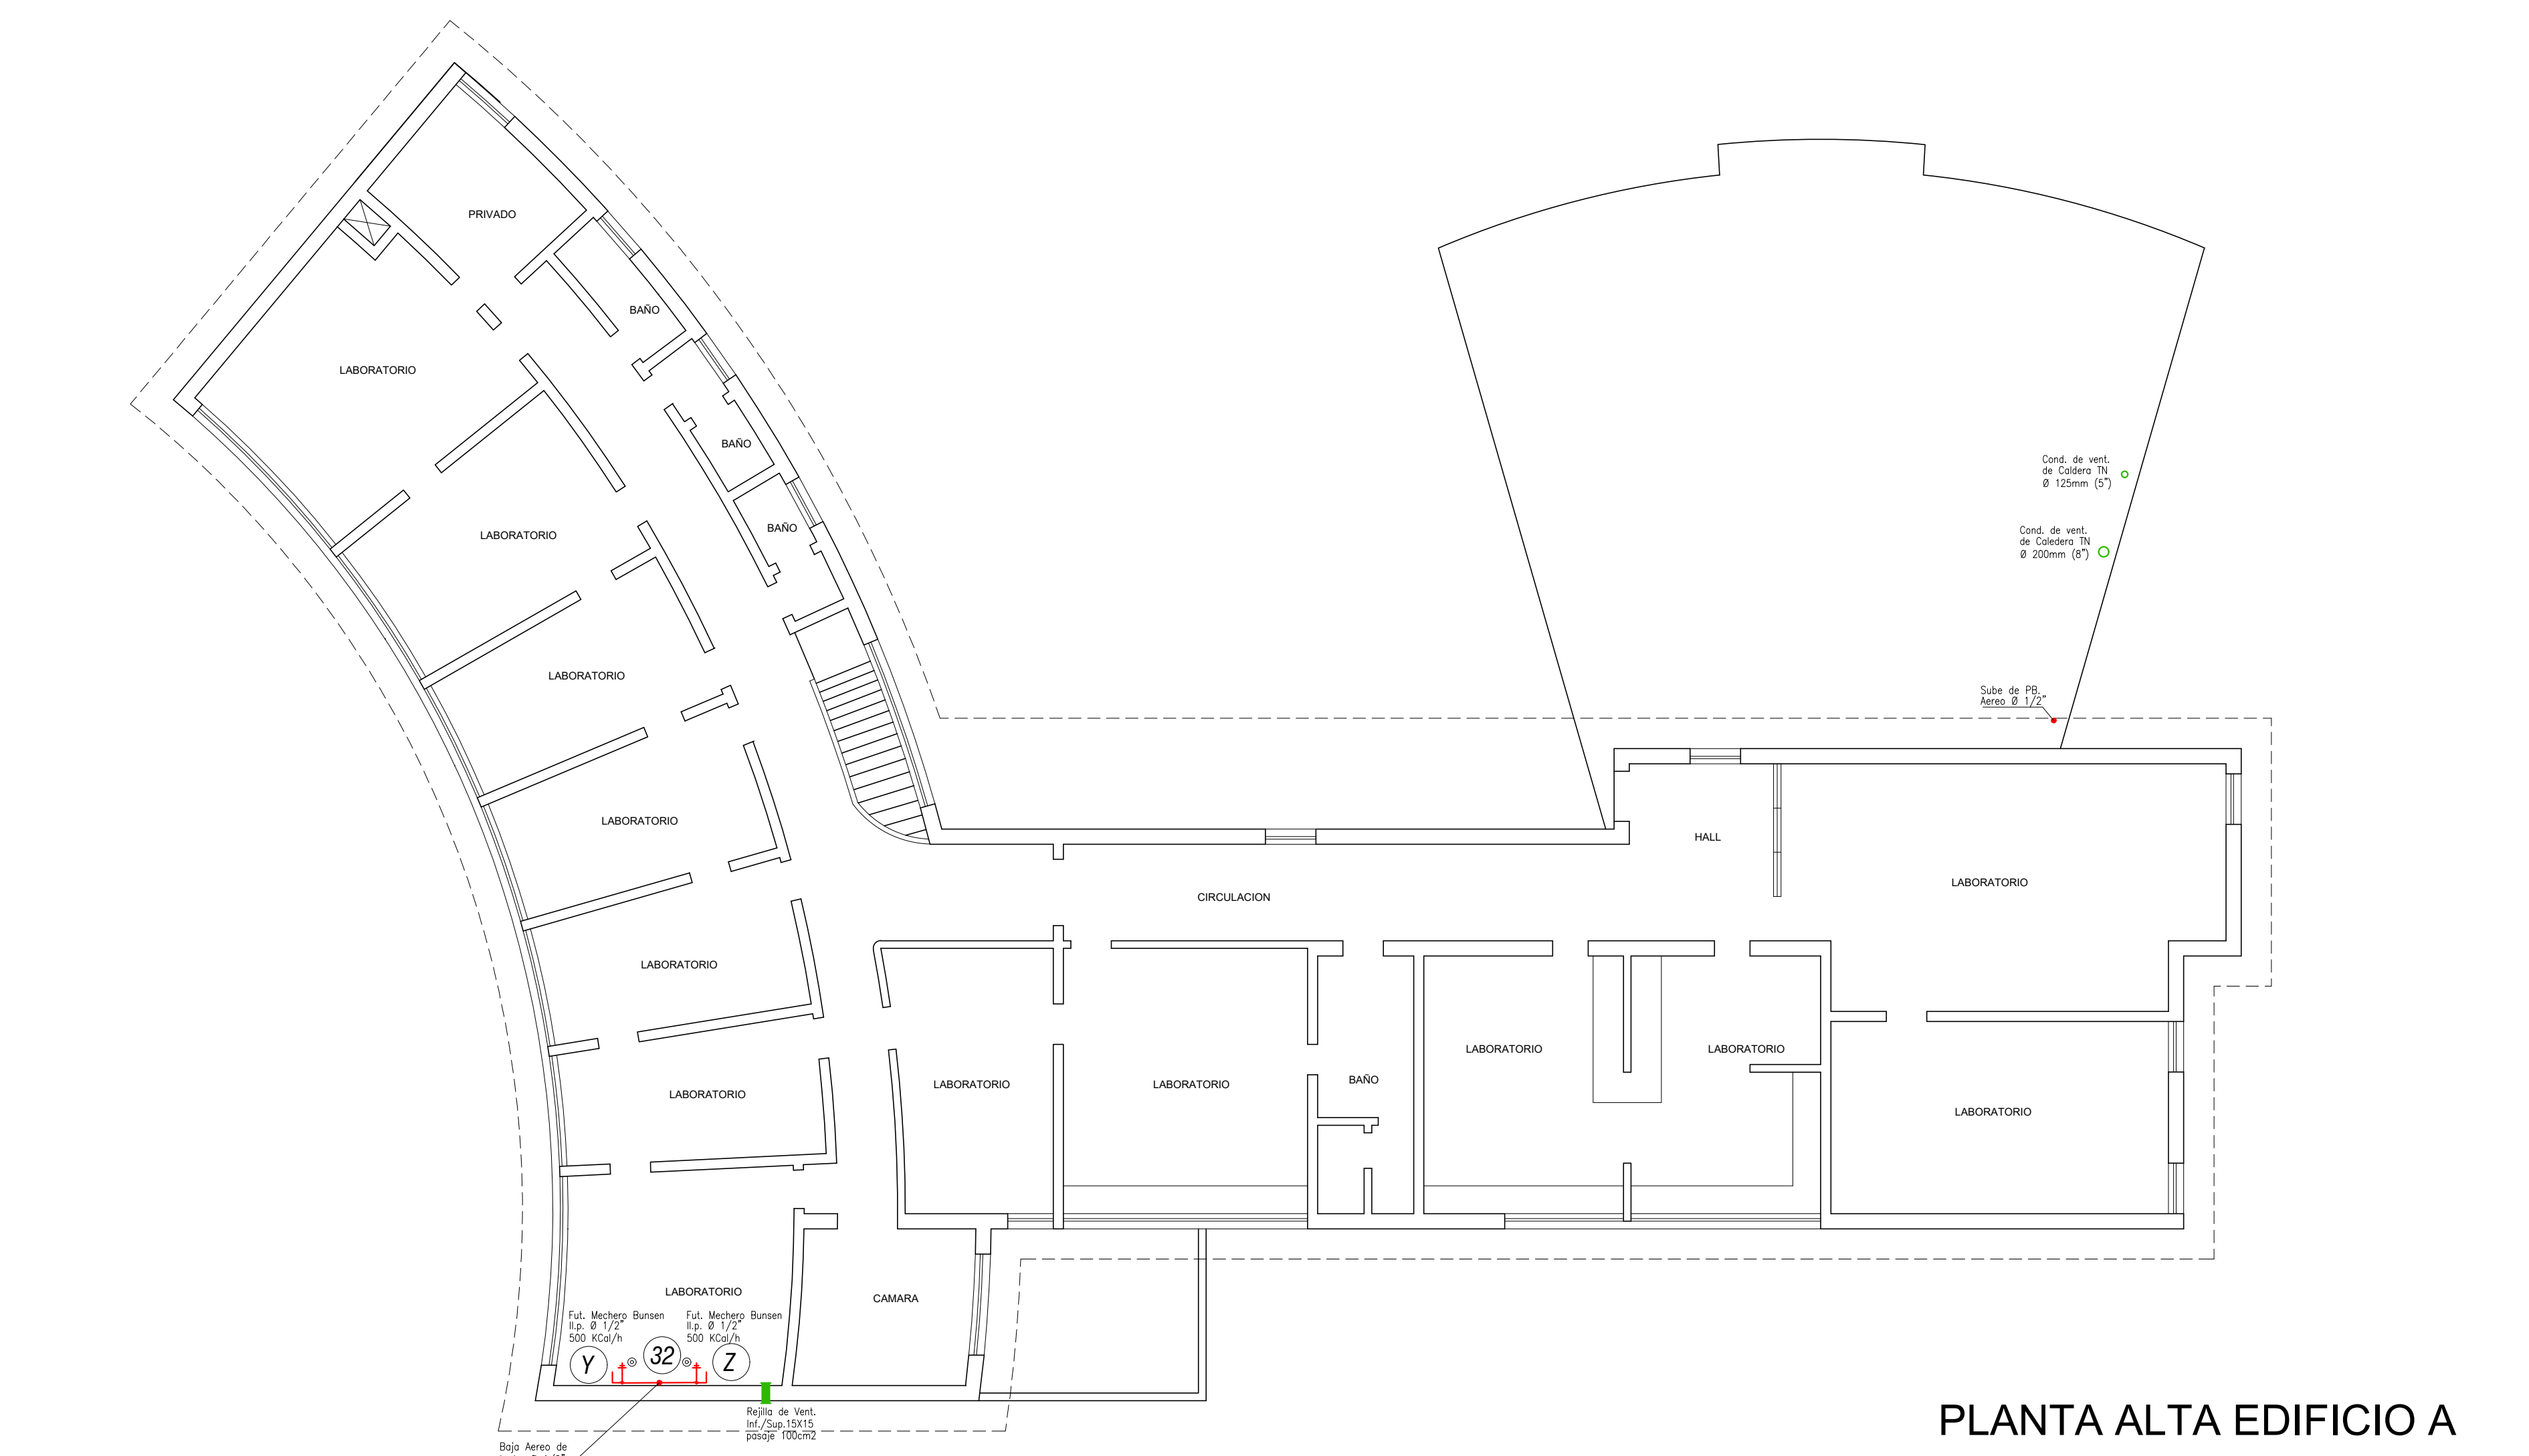 PRIVADO
BAÑO
LABORATORIO
BAÑO
BAÑO
LABORATORIO
LABORATORIO
LABORATORIO
LABORATORIO
LABORATORIO
Cond. de vent.
de Caldera TN
Ø 125mm (5")
Cond. de vent.
de Caledera TN
Ø 200mm (8")
Sube de PB.
Aereo Ø 1/2"
HALL
LABORATORIO
CIRCULACION
LABORATORIO
LABORATORIO
BAÑO
LABORATORIO
LABORATORIO
LABORATORIO
LABORATORIO
LABORATORIO
CAMARA
Fut. Mechero Bunsen
ll.p. Ø 1/2"
500 KCal/h
Fut. Mechero Bunsen
ll.p. Ø 1/2"
500 KCal/h
Y
32
Z
Rejilla de Vent.
Inf./Sup.15X15
pasaje 100cm2
Baja Aereo de
PLANTA ALTA EDIFICIO A